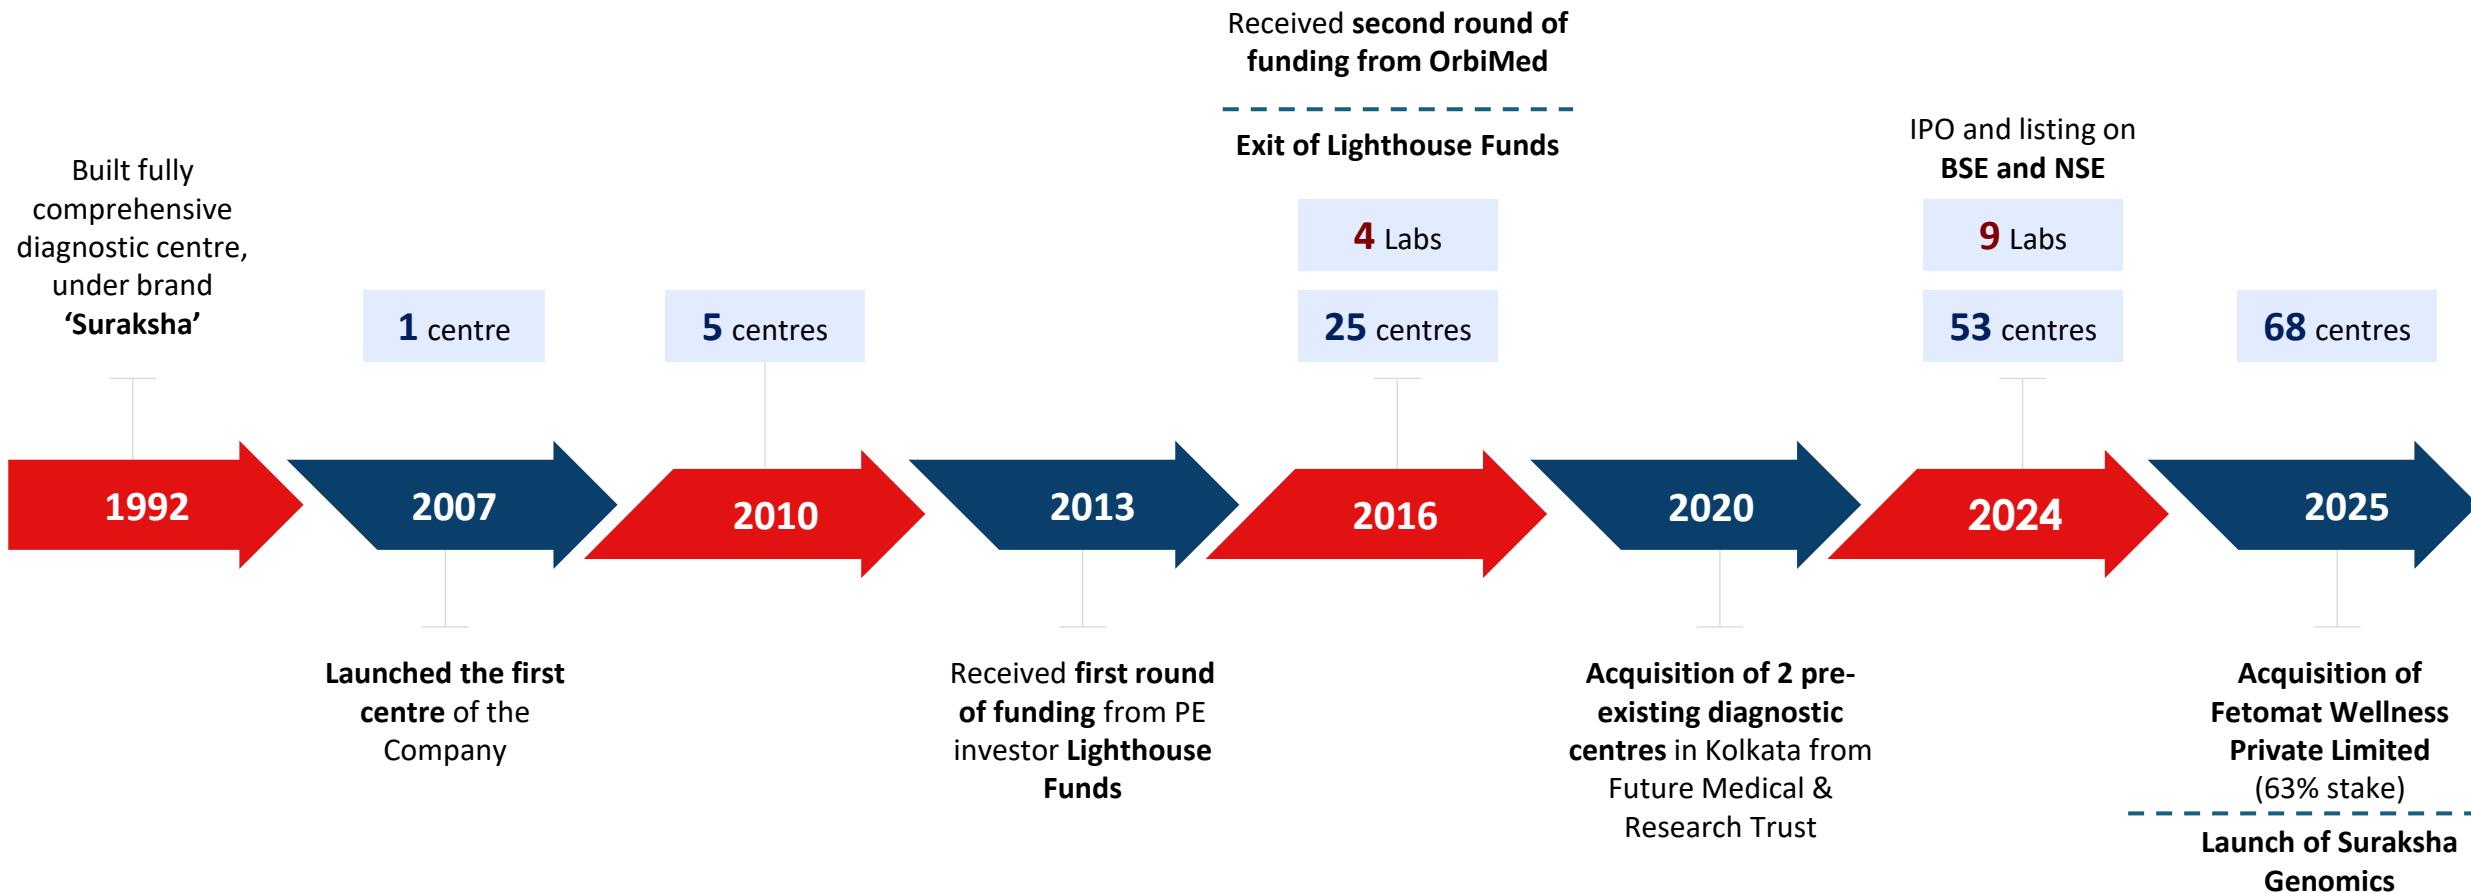 Built fully
comprehensive
diagnostic centre,
under brand
‘Suraksha’
1992
1 centre
2007
Launched the first
centre of the
Company
5 centres
2010
2013
Received first round
of funding from PE
investor Lighthouse
Funds
Received second round of
funding from OrbiMed
Exit of Lighthouse Funds
4 Labs
25 centres
2016
2020
Acquisition of 2 pre-
existing diagnostic
centres in Kolkata from
Future Medical &
Research Trust
IPO and listing on
BSE and NSE
9 Labs
53 centres
2024
68 centres
2025
Acquisition of
Fetomat Wellness
Private Limited
(63% stake)
Launch of Suraksha
Genomics